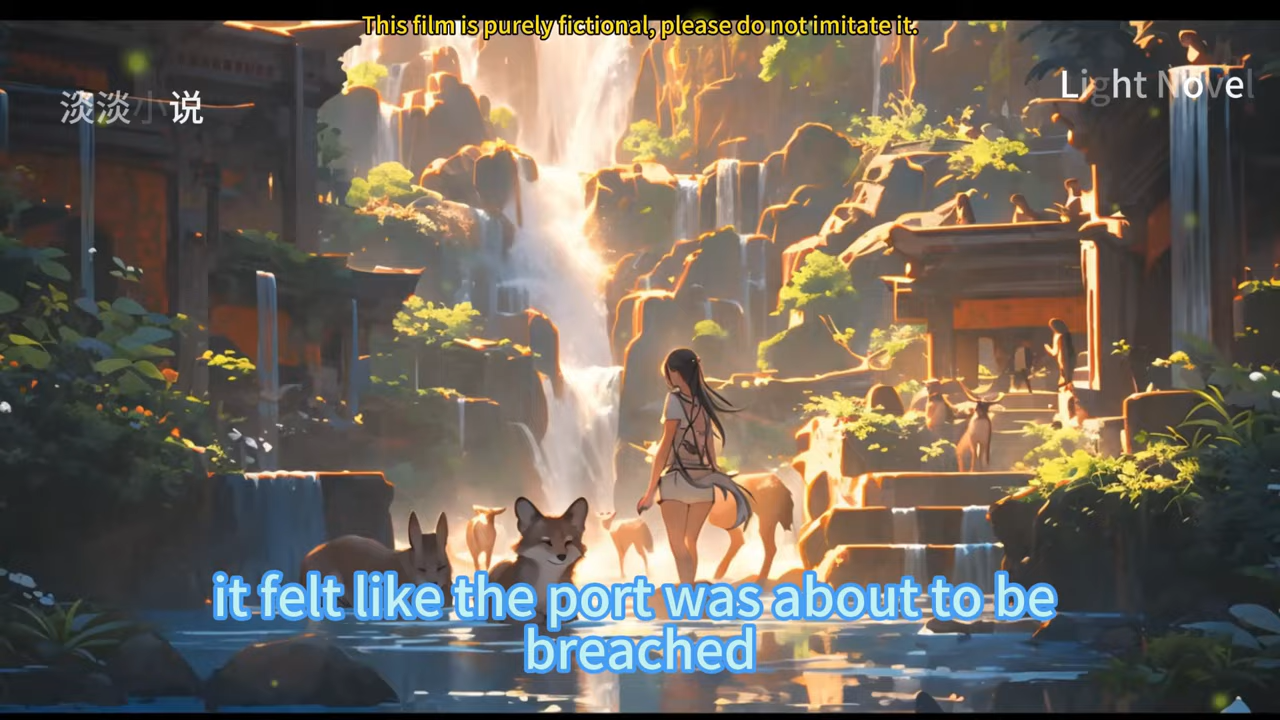 This film is purely fictional, please do not imitate it.
淡淡小说
Light Novel
it felt like the port was about to be
breached